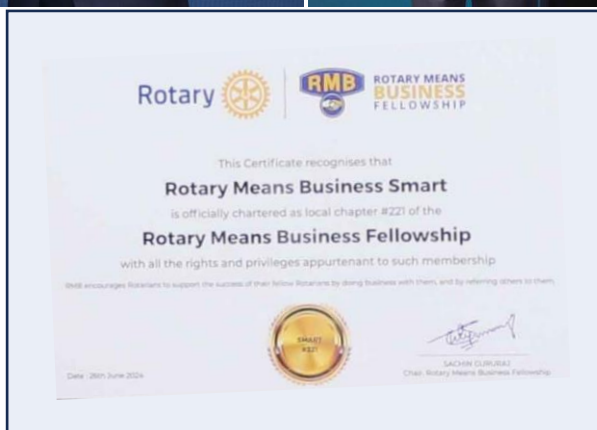 Rotary
RMB
ROTARY MEANS
BUSINESS
FELLOWSHIP
This Certificate recognises that
Rotary Means Business Smart
is officially chartered as local chapter #221 of the
Rotary Means Business Fellowship
with all the rights and privileges appurtenant to such membership
RMB encourages Rotarians to support the success of their fellow Rotarians by doing business with them, and by referring others to them.
SMART
#221
SACHIN GURURAJ
Date : 26th June 2024
Chair, Rotary Means Business Fellowship